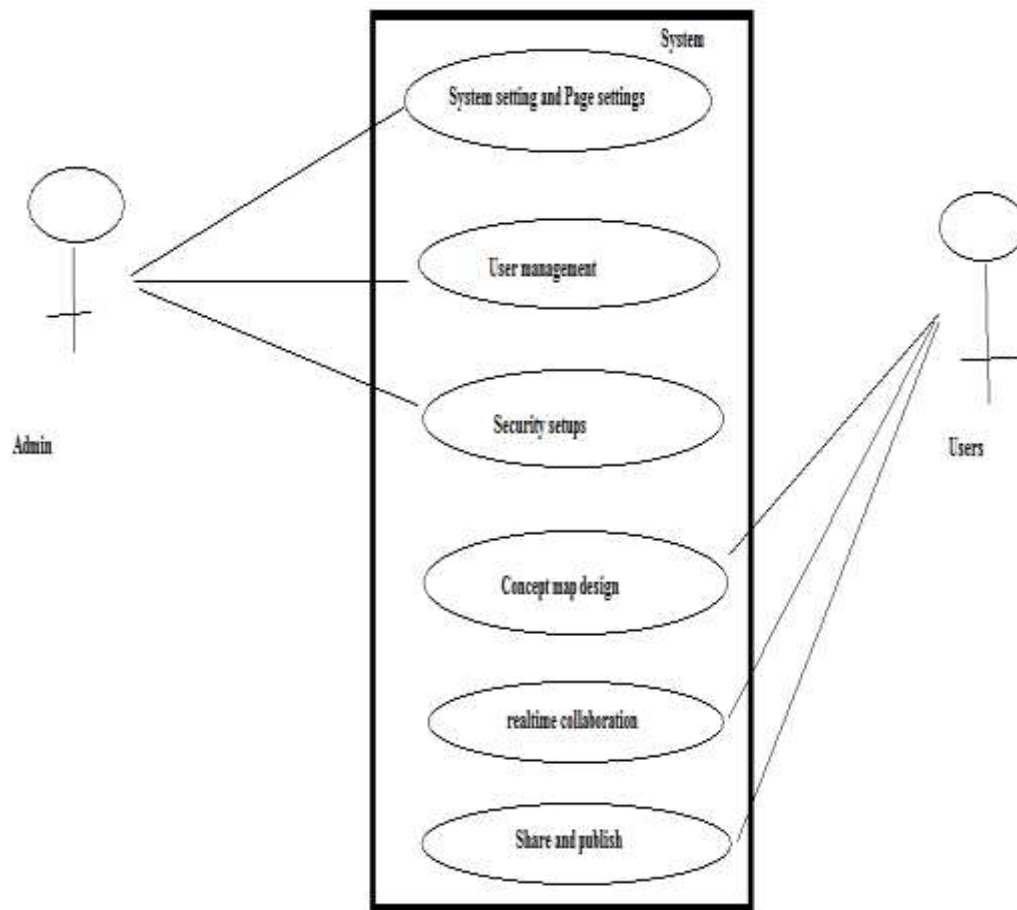 System
System setting and Page settings
User management
Security setups
Admin
Users
Concept map design
realtime collaboration
Share and publish